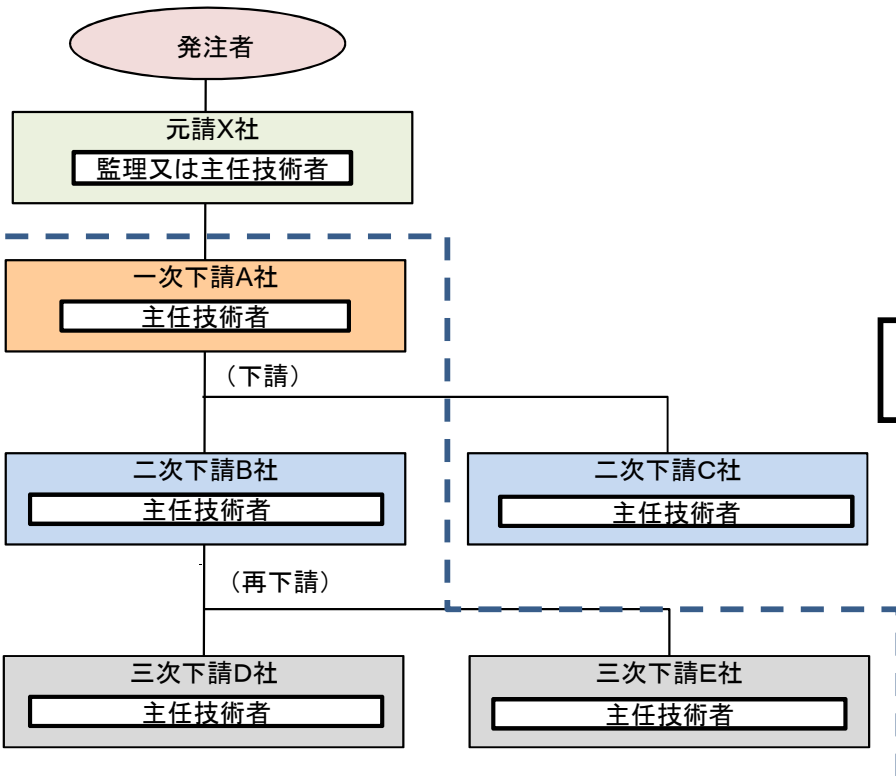 発注者
元請X社
監理又は主任技術者
一次下請A社
主任技術者
（下請）
二次下請B社
主任技術者
二次下請C社
主任技術者
（再下請）
三次下請D社
主任技術者
三次下請E社
主任技術者